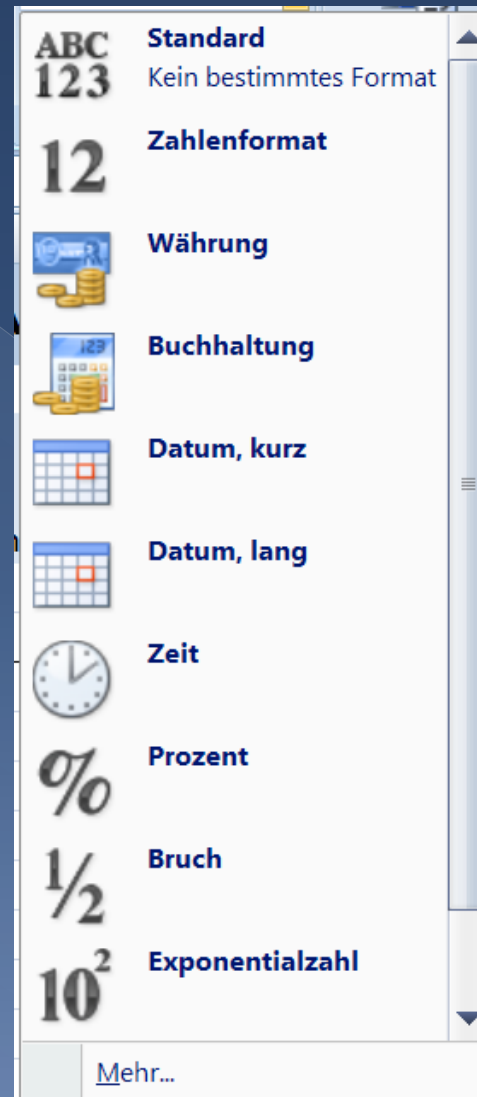 ABC
123
Standard
Kein bestimmtes Format
12
Zahlenformat
Währung
123
Buchhaltung
Datum, kurz
Datum, lang
Zeit
%
Prozent
1/2
Bruch
10²
Exponentialzahl
Mehr...